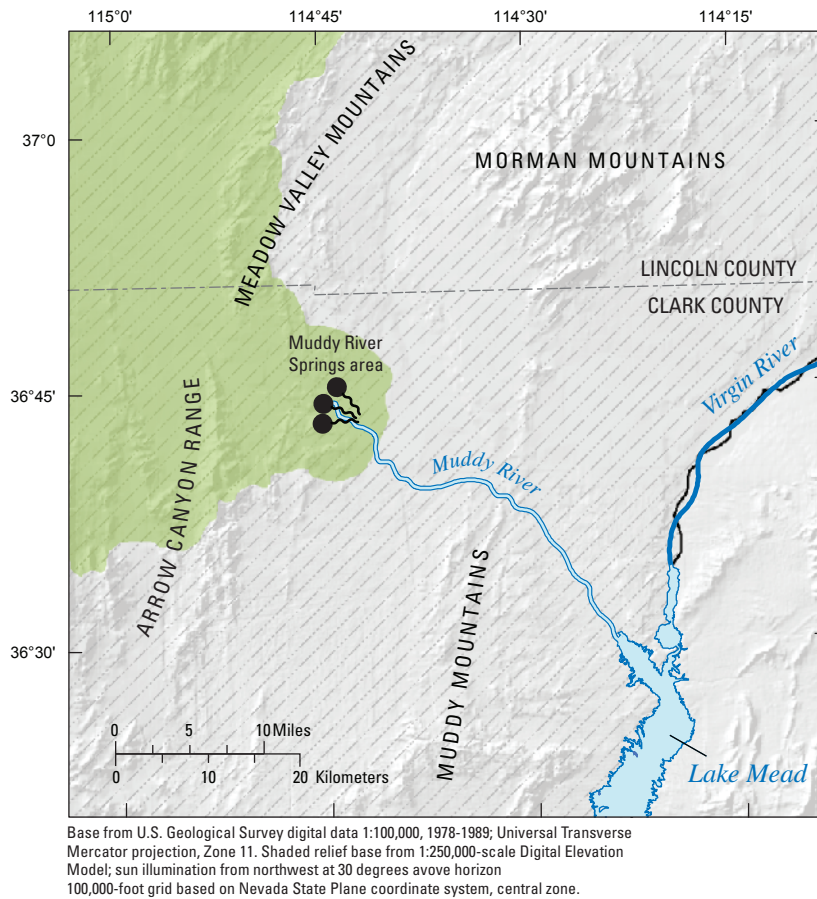 115°0'
114°45'
114°30'
114°15'
37°0
MEADOW VALLEY MOUNTAINS
MORMAN MOUNTAINS
LINCOLN COUNTY
CLARK COUNTY
Muddy River
Springs area
36°45'
Virgin River
ARROW CANYON RANGE
Muddy River
MUDDY MOUNTAINS
36°30'
0 5 10 Miles
0 10 20 Kilometers
Lake Mead
Base from U.S. Geological Survey digital data 1:100,000, 1978-1989; Universal Transverse
Mercator projection, Zone 11. Shaded relief base from 1:250,000-scale Digital Elevation
Model; sun illumination from northwest at 30 degrees avove horizon
100,000-foot grid based on Nevada State Plane coordinate system, central zone.